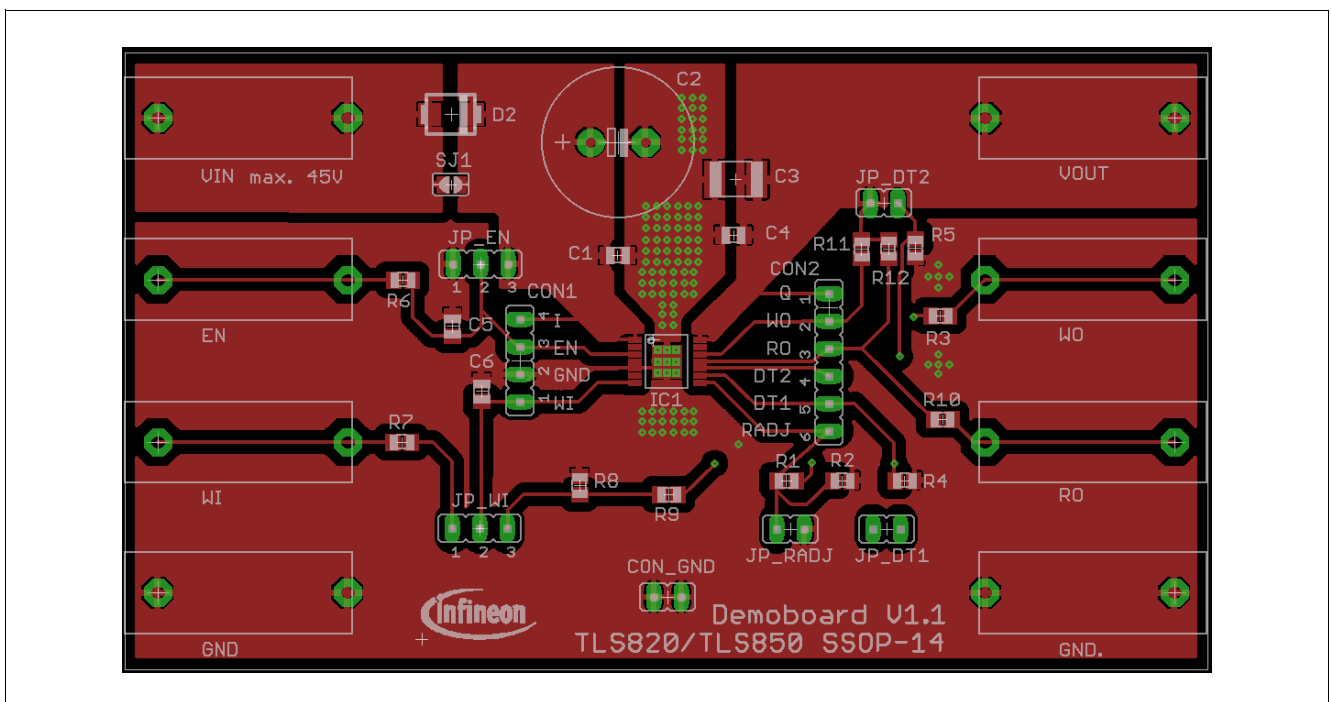 C2
D2
SJ1
VIN max. 45V
C3
JP_DT2
VOUT
JP_EN
1 2 3
C1
C4
R11
R12
R5
CON2
R6
CON1
EN
C5
4 I
3 EN
2 GND
1 WI
C6
Q 1
WO 2
RO 3
DT2 4
DT1 5
RADJ 6
R3
WO
IC1
R10
R7
WI
R8
R9
R1
R2
R4
RO
JP_WI
1 2 3
JP_RADJ
JP_DT1
CON_GND
infineon
Demoboard V1.1
TLS820/TLS850 SSOP-14
GND
GND.